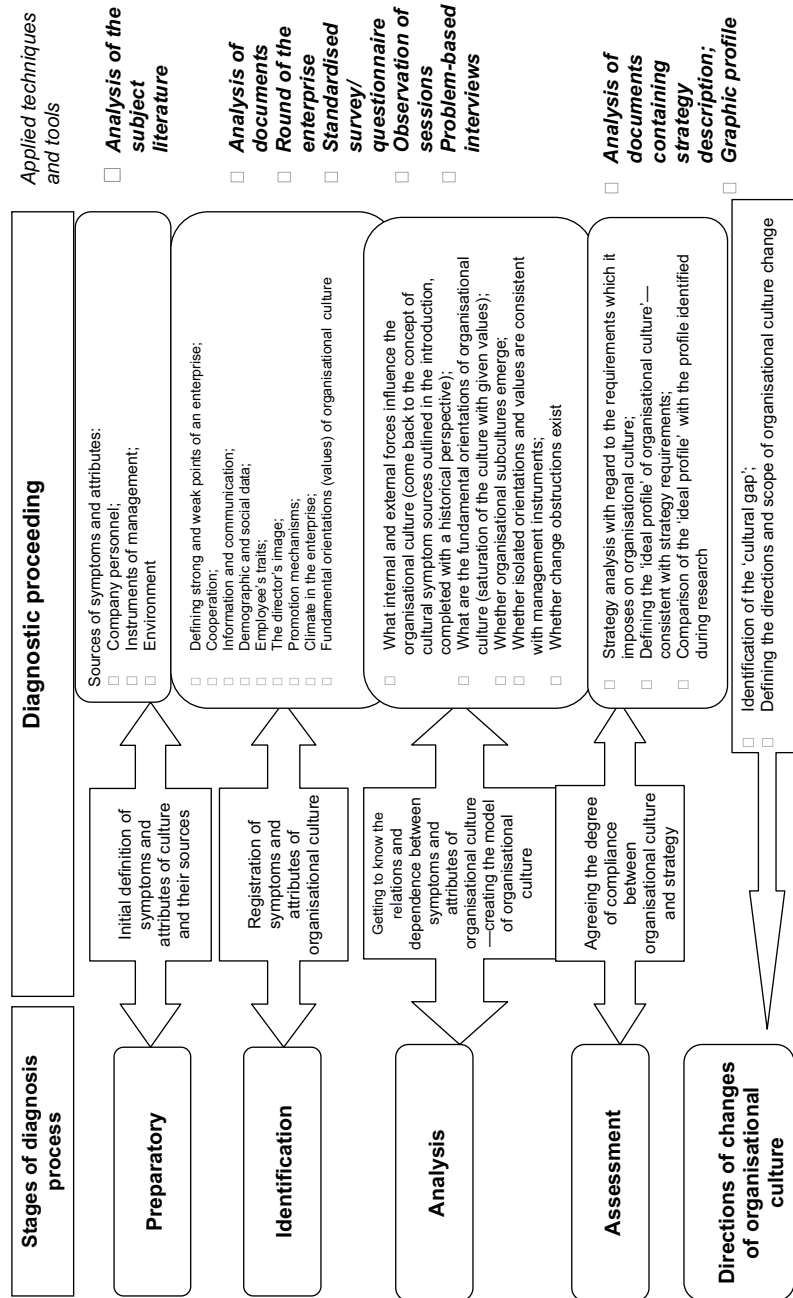 Stages of diagnosis
process
Diagnostic proceeding
Applied techniques
and tools
Preparatory
Initial definition of
symptoms and
attributes of culture
and their sources
Sources of symptoms and attributes:
Company personnel;
Instruments of management;
Environment
Analysis of the
subject
literature
Identification
Registration of
symptoms and
attributes of
organisational culture
Defining strong and weak points of an enterprise;
Cooperation;
Information and communication;
Demographic and social data;
Employee's traits;
The director's image;
Promotion mechanisms;
Climate in the enterprise;
Fundamental orientations (values) of organisational culture
Analysis of
documents
Round of the
enterprise
Standardised
survey/
questionnaire
Observation of
sessions
Problem-based
interviews
Analysis
Getting to know the
relations and
dependence between
symptoms and
attributes of
organisational culture
—creating the model
of organisational
culture
What internal and external forces influence the
organisational culture (come back to the concept of
cultural symptom sources outlined in the introduction,
completed with a historical perspective);
What are the fundamental orientations of organisational
culture (saturation of the culture with given values);
Whether organisational subcultures emerge;
Whether isolated orientations and values are consistent
with management instruments;
Whether change obstructions exist
Assessment
Agreeing the degree
of compliance
between
organisational culture
and strategy
Strategy analysis with regard to the requirements which it
imposes on organisational culture;
Defining the 'ideal profile' of organisational culture'—
consistent with strategy requirements;
Comparison of the 'ideal profile' with the profile identified
during research
Analysis of
documents
containing
strategy
description;
Graphic profile
Directions of changes
of organisational
culture
Identification of the 'cultural gap';
Defining the directions and scope of organisational culture change